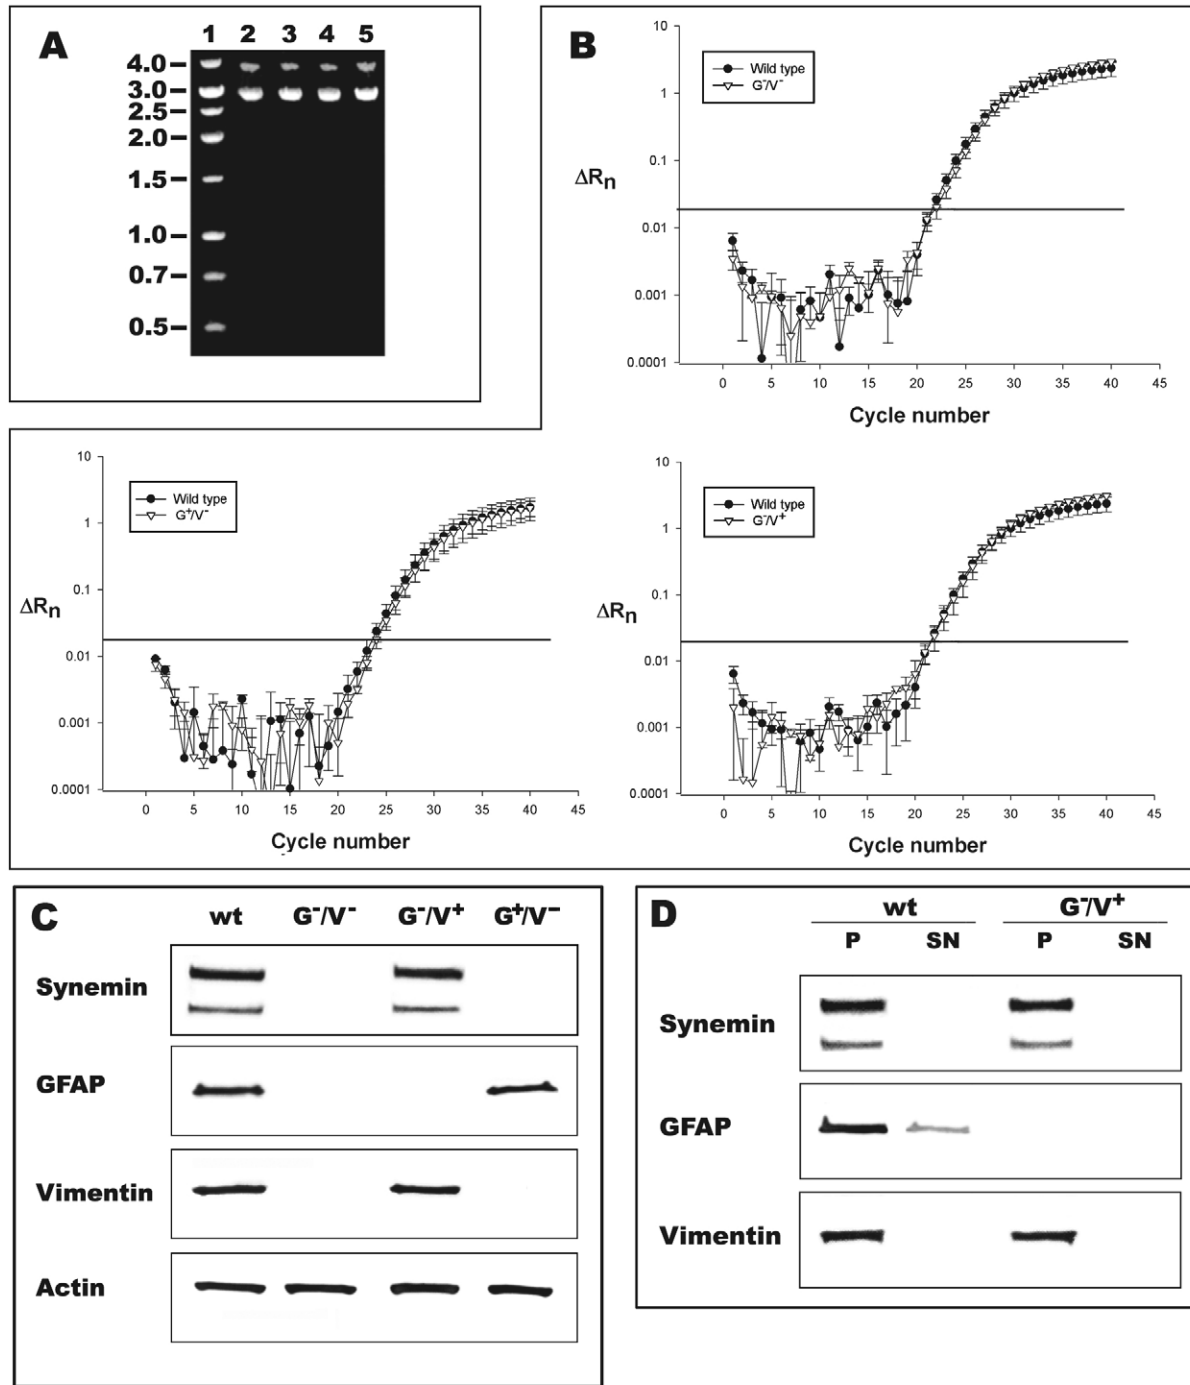 A
1 2 3 4 5
4.0
3.0
2.5
2.0
1.5
1.0
0.7
0.5
B
10
1
0.1
0.01
0.001
0.0001
ΔRn
Wild type
G⁻/V⁻
0 5 10 15 20 25 30 35 40 45
Cycle number
10
1
0.1
0.01
0.001
0.0001
ΔRn
Wild type
G⁺/V⁻
0 5 10 15 20 25 30 35 40 45
Cycle number
10
1
0.1
0.01
0.001
0.0001
ΔRn
Wild type
G⁻/V⁺
0 5 10 15 20 25 30 35 40 45
Cycle number
C
wt G⁻/V⁻ G⁻/V⁺ G⁺/V⁻
Synemin
GFAP
Vimentin
Actin
D
wt G⁻/V⁺
P SN P SN
Synemin
GFAP
Vimentin